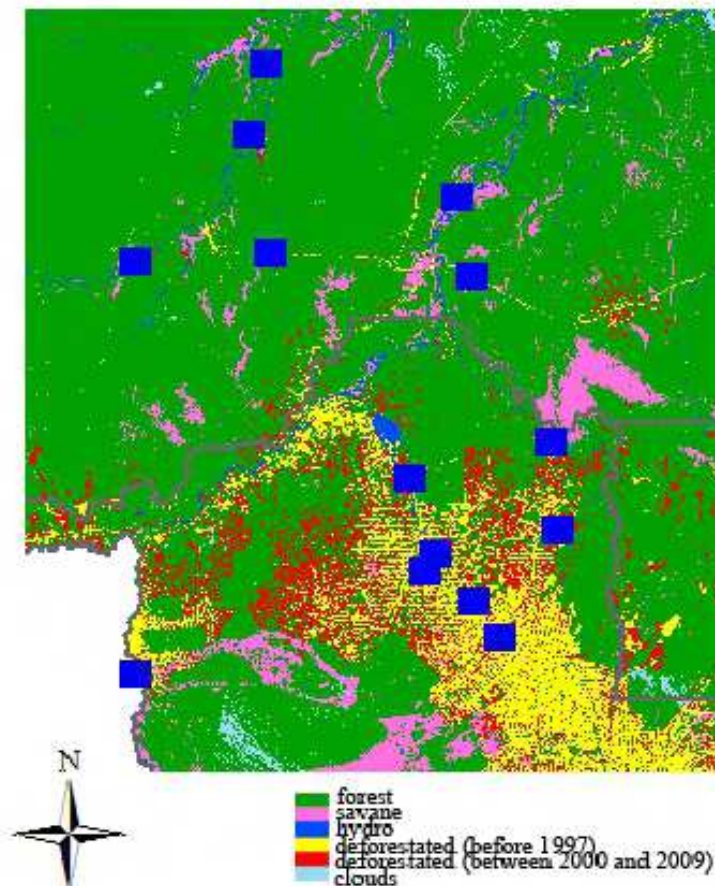 N
forest
savane
hydro
deforestated (before 1997)
deforestated (between 2000 and 2009)
clouds